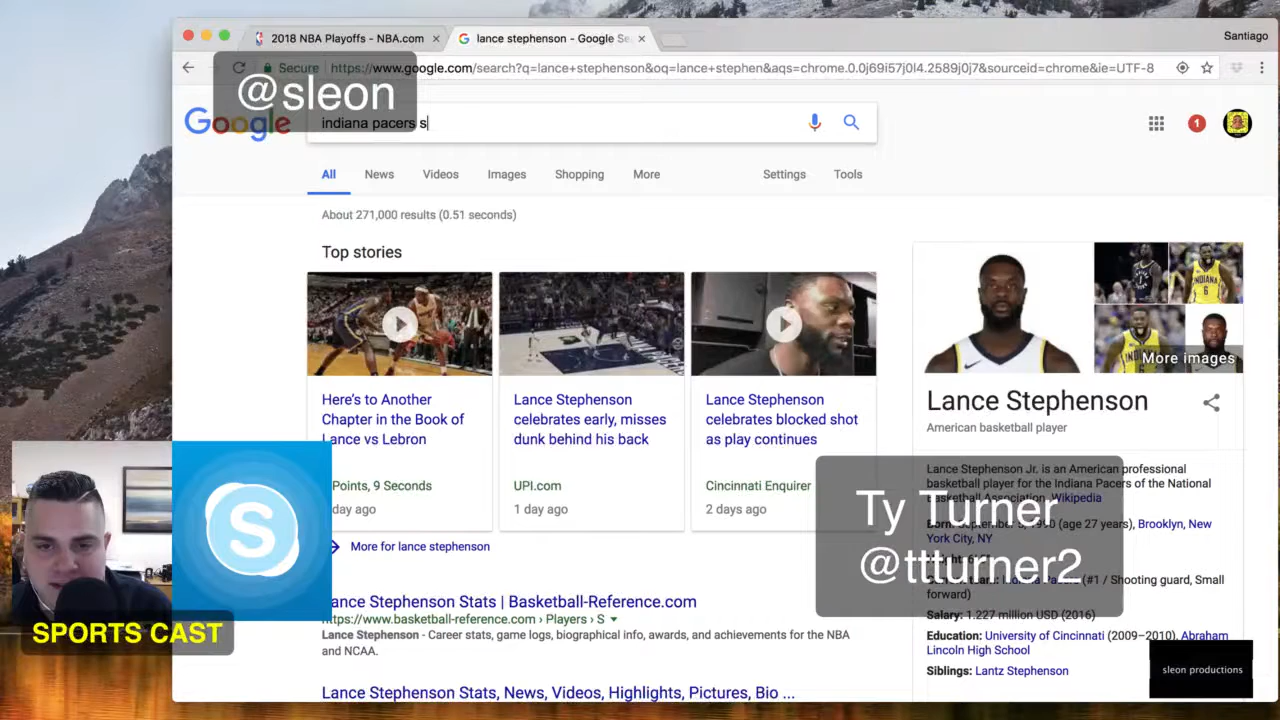 2018 NBA Playoffs - NBA.com
lance stephenson - Google Se
Santiago
Secure
https://www.google.com/search?q=lance+stephenson&oq=lance+stephen&aqs=chrome.0.0j69i57j0l4.2589j0j7&sourceid=chrome&ie=UTF-8
@sleon
Google
indiana pacers s
1
All News Videos Images Shopping More Settings Tools
About 271,000 results (0.51 seconds)
Top stories
Here's to Another
Chapter in the Book of
Lance vs Lebron
Points, 9 Seconds
day ago
Lance Stephenson
celebrates early, misses
dunk behind his back
UPI.com
1 day ago
Lance Stephenson
celebrates blocked shot
as play continues
Cincinnati Enquirer
2 days ago
More for lance stephenson
Lance Stephenson Stats | Basketball-Reference.com
https://www.basketball-reference.com › Players › S
Lance Stephenson - Career stats, game logs, biographical info, awards, and achievements for the NBA
and NCAA.
Lance Stephenson Stats, News, Videos, Highlights, Pictures, Bio ...
INDIANA
6
More images
Lance Stephenson
American basketball player
Lance Stephenson Jr. is an American professional
basketball player for the Indiana Pacers of the National
Basketball Association. Wikipedia
Born: September 5, 1990 (age 27 years), Brooklyn, New
York City, NY
(#1 / Shooting guard, Small
forward)
Salary: 1.227 million USD (2016)
Education: University of Cincinnati (2009–2010), Abraham
Lincoln High School
Siblings: Lantz Stephenson
Ty Turner
@ttturner2
S
SPORTS CAST
sleon productions